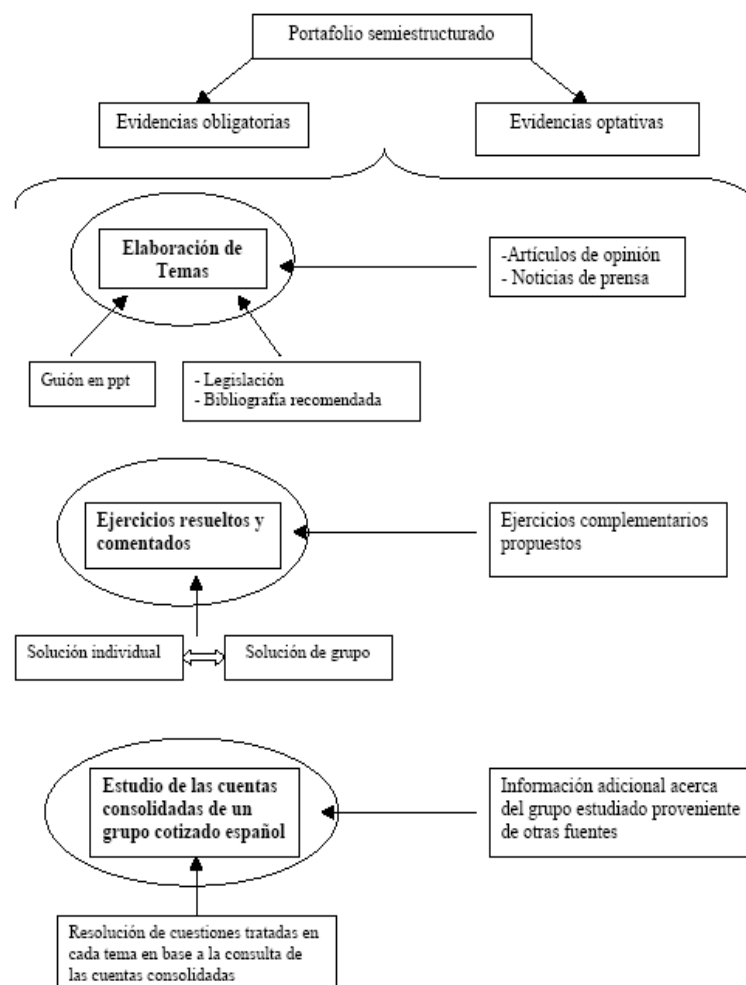 Portafolio semiestructurado
Evidencias obligatorias
Evidencias optativas
Elaboración de
Temas
-Artículos de opinión
- Noticias de prensa
Guión en ppt
- Legislación
- Bibliografía recomendada
Ejercicios resueltos y
comentados
Ejercicios complementarios
propuestos
Solución individual
Solución de grupo
Estudio de las cuentas
consolidadas de un
grupo cotizado español
Información adicional acerca
del grupo estudiado proveniente
de otras fuentes
Resolución de cuestiones tratadas en
cada tema en base a la consulta de
las cuentas consolidadas